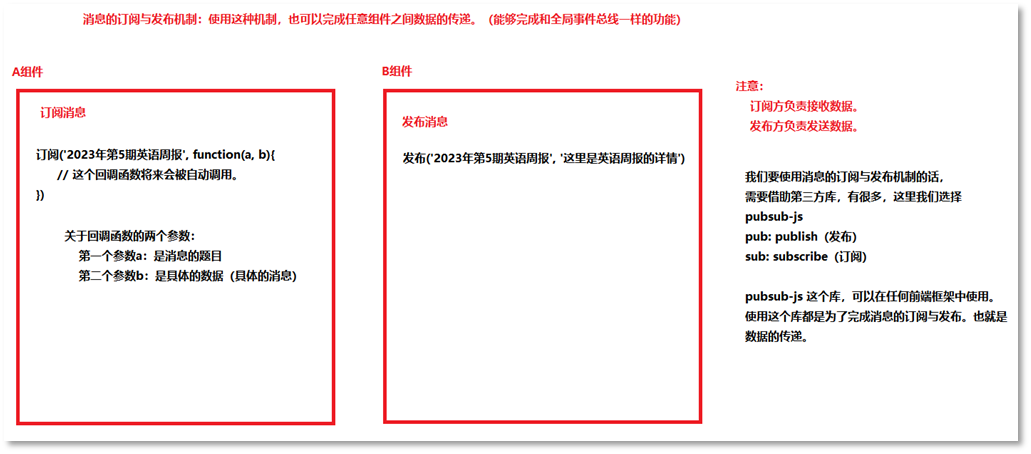 消息的订阅与发布机制：使用这种机制，也可以完成任意组件之间数据的传递。（能够完成和全局事件总线一样的功能）
A组件
订阅消息
订阅('2023年第5期英语周报', function(a, b){
// 这个回调函数将来会被自动调用。
})
关于回调函数的两个参数：
第一个参数a：是消息的题目
第二个参数b：是具体的数据（具体的消息）
B组件
发布消息
发布('2023年第5期英语周报', '这里是英语周报的详情')
注意：
订阅方负责接收数据。
发布方负责发送数据。
我们要使用消息的订阅与发布机制的话，
需要借助第三方库，有很多，这里我们选择
pubsub-js
pub: publish（发布）
sub: subscribe（订阅）
pubsub-js 这个库，可以在任何前端框架中使用。
使用这个库都是为了完成消息的订阅与发布。也就是
数据的传递。